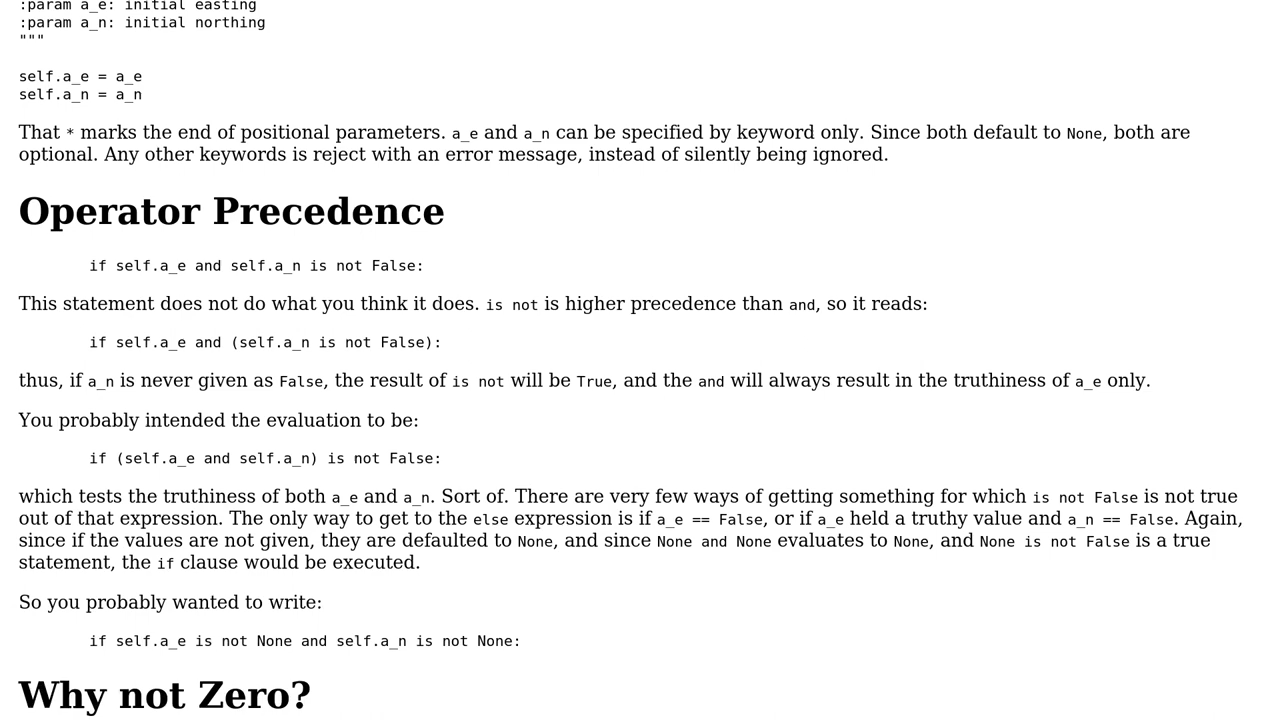 :param a_e: initial easting
:param a_n: initial northing
"""
self.a_e = a_e
self.a_n = a_n
That * marks the end of positional parameters. a_e and a_n can be specified by keyword only. Since both default to None, both are
optional. Any other keywords is reject with an error message, instead of silently being ignored.
Operator Precedence
if self.a_e and self.a_n is not False:
This statement does not do what you think it does. is not is higher precedence than and, so it reads:
if self.a_e and (self.a_n is not False):
thus, if a_n is never given as False, the result of is not will be True, and the and will always result in the truthiness of a_e only.
You probably intended the evaluation to be:
if (self.a_e and self.a_n) is not False:
which tests the truthiness of both a_e and a_n. Sort of. There are very few ways of getting something for which is not False is not true
out of that expression. The only way to get to the else expression is if a_e == False, or if a_e held a truthy value and a_n == False. Again,
since if the values are not given, they are defaulted to None, and since None and None evaluates to None, and None is not False is a true
statement, the if clause would be executed.
So you probably wanted to write:
if self.a_e is not None and self.a_n is not None:
Why not Zero?